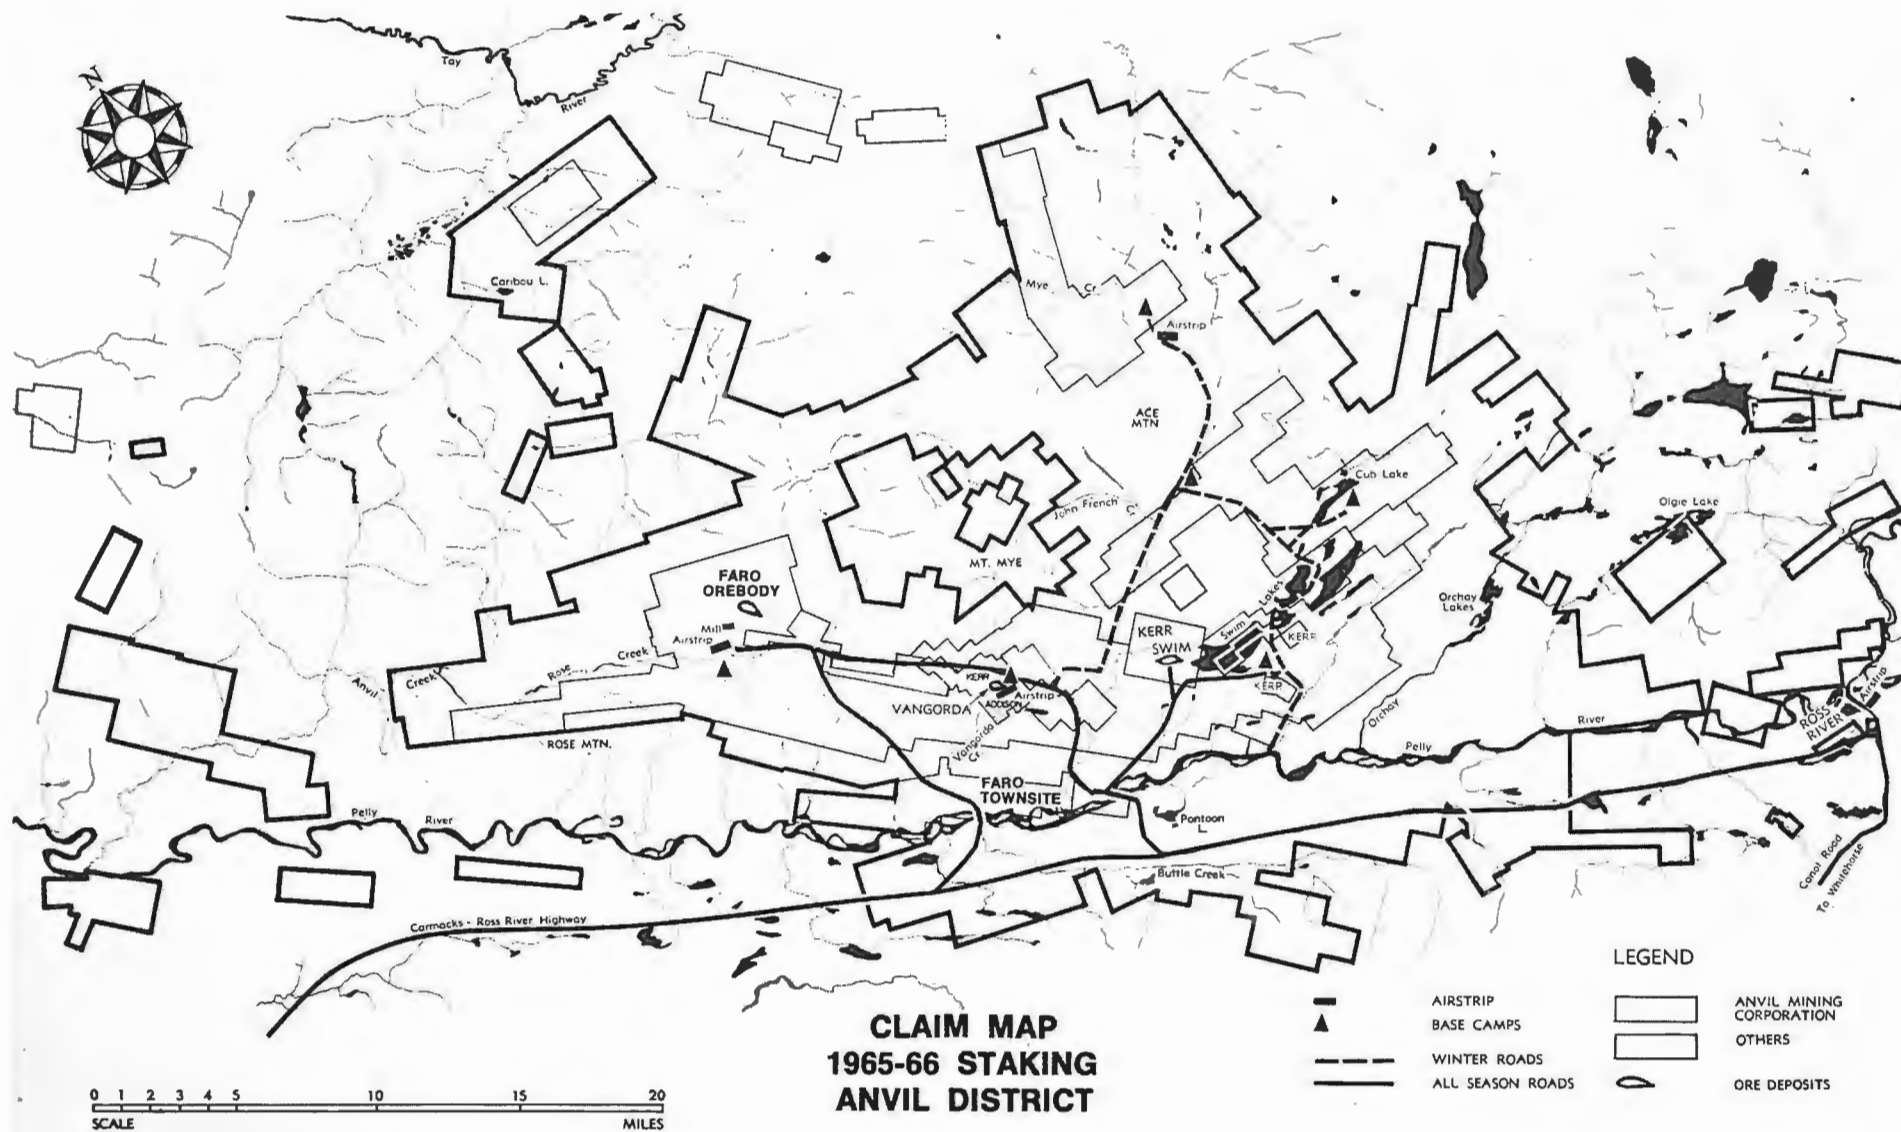 N
Tay
River
Caribou L.
Mye Cr.
Airstrip
ACE
MTN
Cub Lake
John French Cr.
MT. MYE
Olgie Lake
FARO
OREBODY
Mill
Airstrip
Rose Creek
Anvil Creek
Swim Lakes
Orchay
Lakes
KERR
SWIM
KERR
KERR
KERR
ADDISON
Airstrip
VANGORDA
Vangorda
Cr.
ROSE MTN.
Orchay
Pelly River
ROSS
RIVER
Airstrip
FARO
TOWNSITE
Pelly River
Pontoon
L.
Buttle Creek
Carmacks - Ross River Highway
Canol Road
To Whitehorse
CLAIM MAP
1965-66 STAKING
ANVIL DISTRICT
LEGEND
AIRSTRIP
BASE CAMPS
WINTER ROADS
ALL SEASON ROADS
ANVIL MINING
CORPORATION
OTHERS
ORE DEPOSITS
0 1 2 3 4 5 10 15 20
SCALE MILES